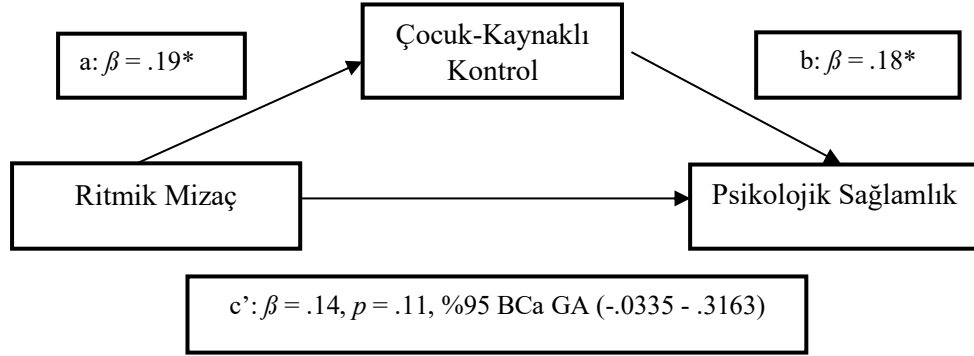 Çocuk-Kaynaklı
Kontrol
a: β = .19*
b: β = .18*
Ritmik Mizaç
Psikolojik Sağlamlık
c’: β = .14, p = .11, %95 BCa GA (-.0335 - .3163)